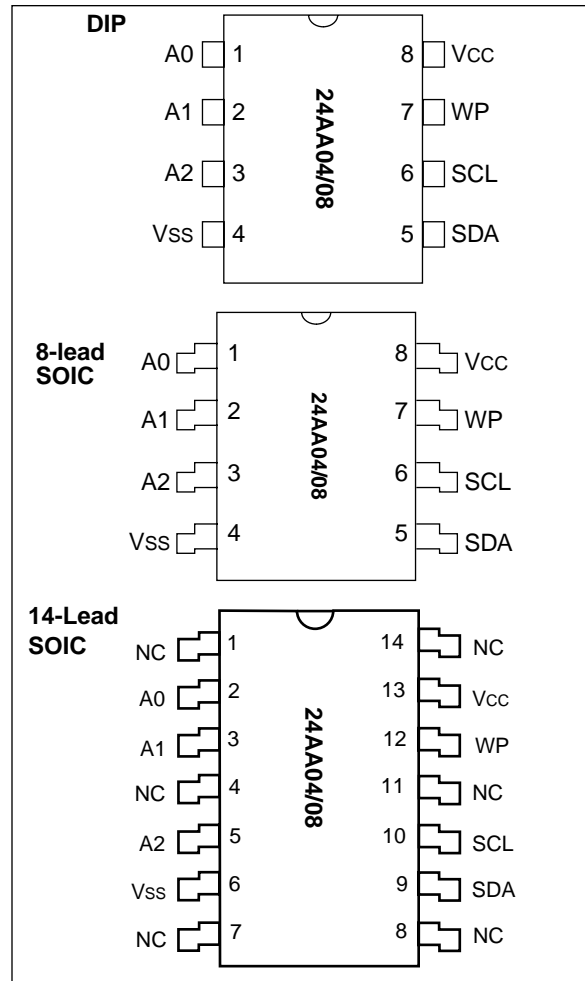 DIP
A0 1 8 VCC
A1 2 7 WP
A2 3 6 SCL
VSS 4 5 SDA
24AA04/08
8-lead
SOIC
A0 1 8 VCC
A1 2 7 WP
A2 3 6 SCL
VSS 4 5 SDA
24AA04/08
14-Lead
SOIC
NC 1 14 NC
A0 2 13 VCC
A1 3 12 WP
NC 4 11 NC
A2 5 10 SCL
VSS 6 9 SDA
NC 7 8 NC
24AA04/08